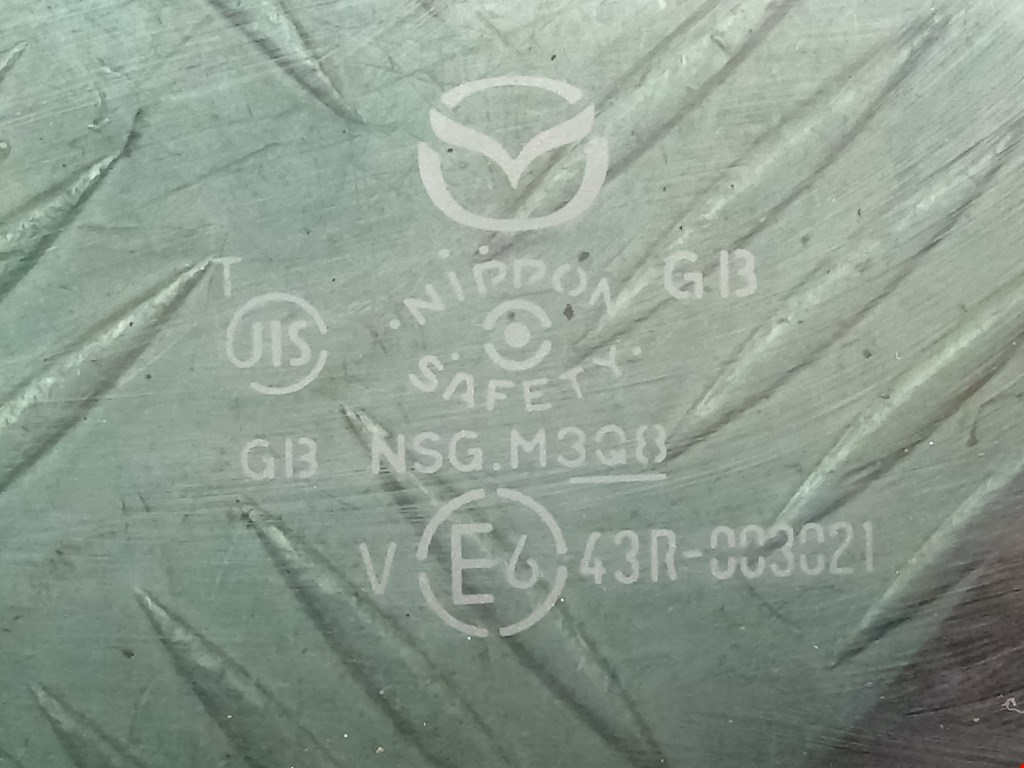 ·NIPPON GB
T
JIS
·SAFETY·
GB NSG.M3Q8
V E6 43R-003021